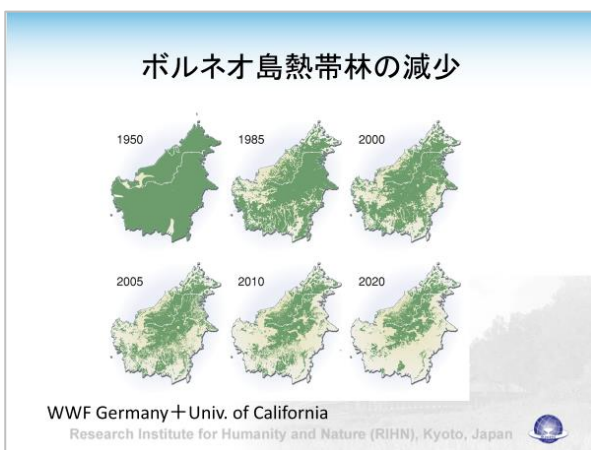 ボルネオ島熱帯林の減少
1950 1985 2000
2005 2010 2020
WWF Germany＋Univ. of California
Research Institute for Humanity and Nature (RIHN), Kyoto, Japan